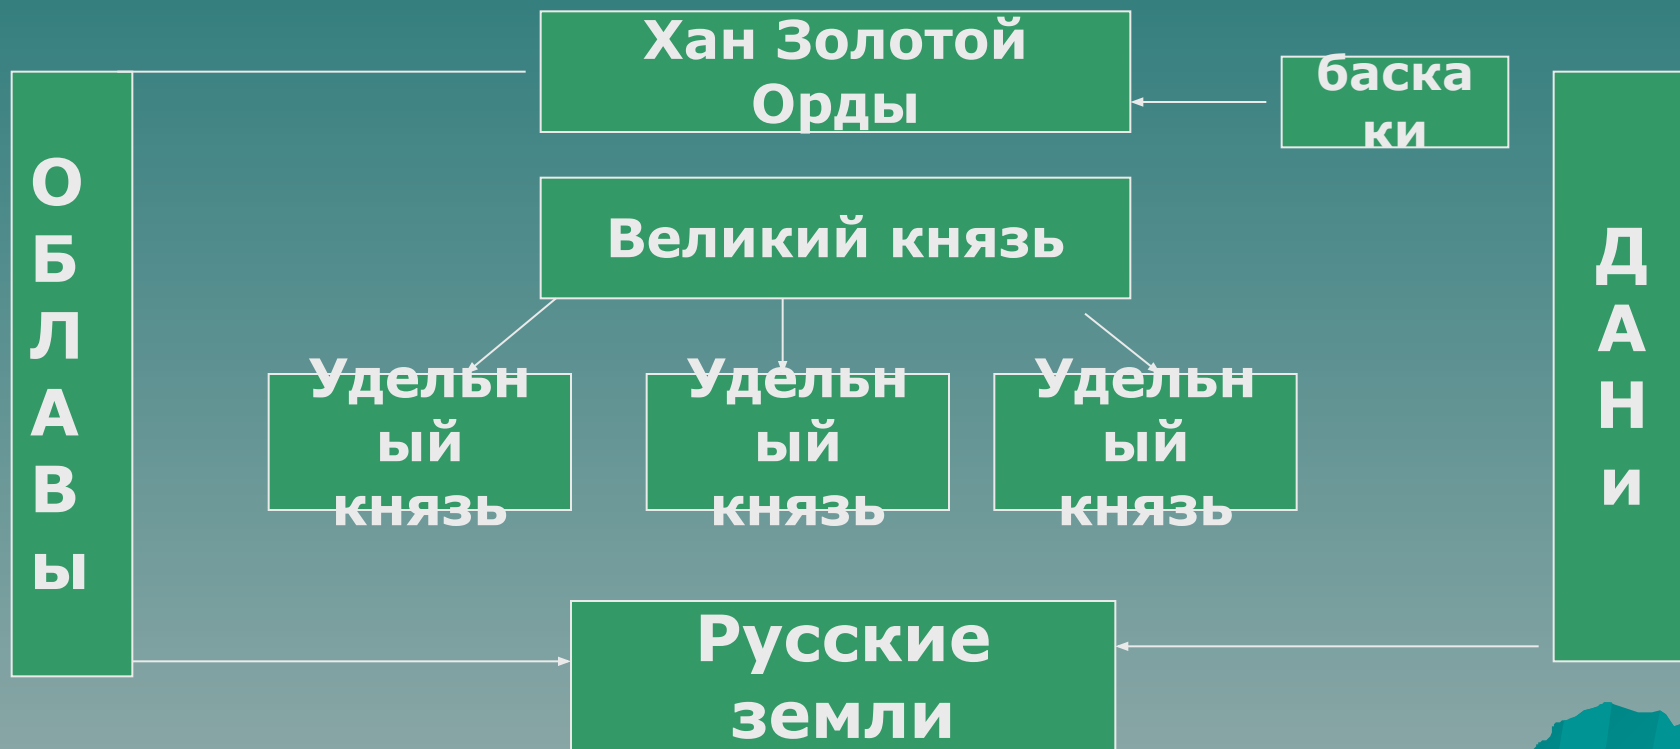 Хан Золотой
Орды
баска
ки
О
Б
Л
А
В
ы
Великий князь
Д
А
Н
и
Удельн
ый
князь
Удельн
ый
князь
Удельн
ый
князь
Русские
земли